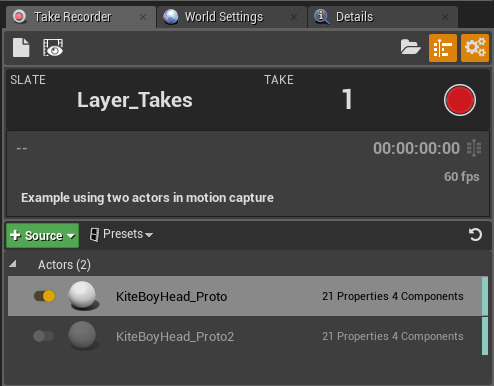 Take Recorder World Settings Details
SLATE TAKE
Layer_Takes 1
-- 00:00:00:00
60 fps
Example using two actors in motion capture
+ Source Presets
Actors (2)
KiteBoyHead_Proto 21 Properties 4 Components
KiteBoyHead_Proto2 21 Properties 4 Components